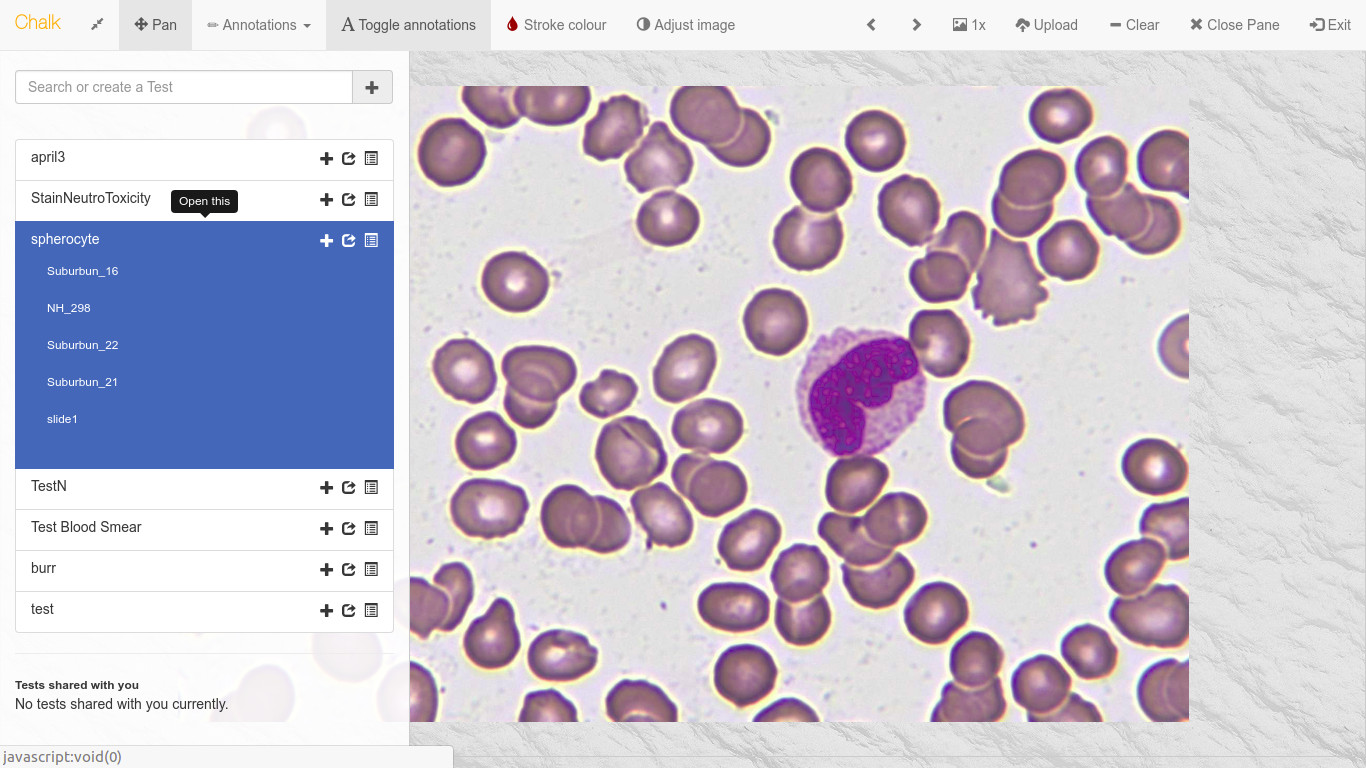 Chalk
Pan
Annotations
Toggle annotations
Stroke colour
Adjust image
1x
Upload
Clear
Close Pane
Exit
Search or create a Test
april3
StainNeutroToxicity
Open this
spherocyte
Suburbun_16
NH_298
Suburbun_22
Suburbun_21
slide1
TestN
Test Blood Smear
burr
test
Tests shared with you
No tests shared with you currently.
javascript:void(0)